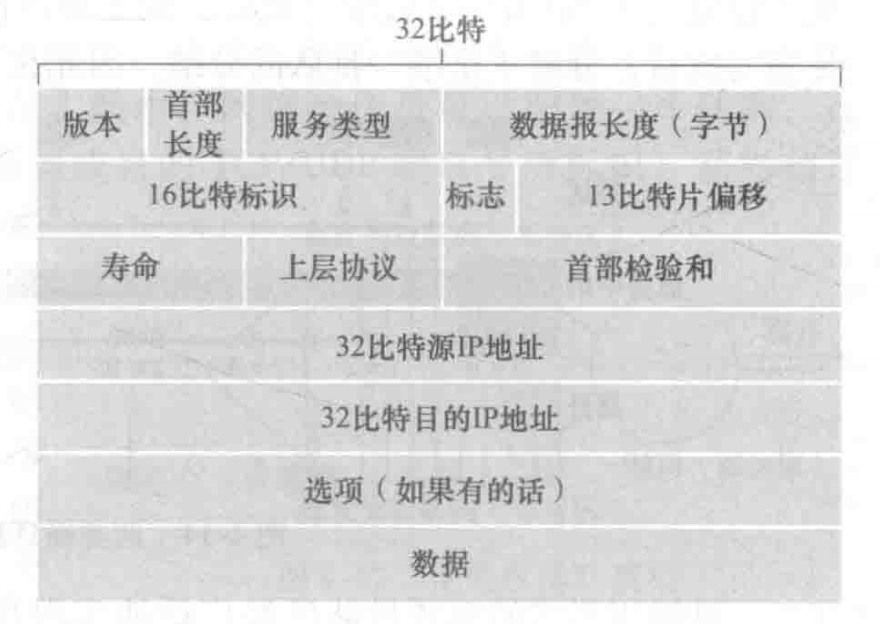 32比特
版本 首部长度 服务类型 数据报长度（字节）
16比特标识 标志 13比特片偏移
寿命 上层协议 首部检验和
32比特源IP地址
32比特目的IP地址
选项（如果有的话）
数据